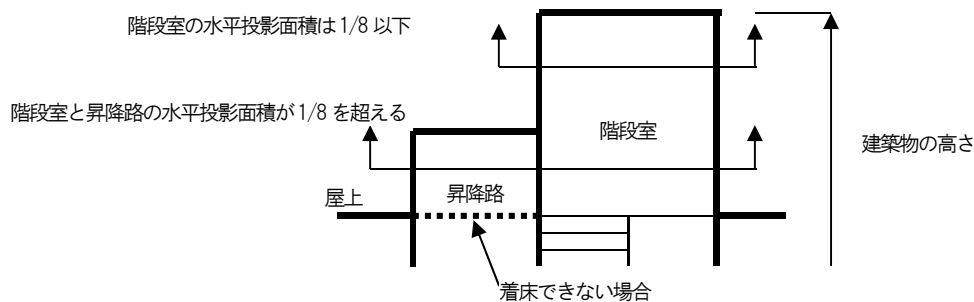 階段室の水平投影面積は1/8 以下
階段室と昇降路の水平投影面積が1/8 を超える
階段室
建築物の高さ
屋上
昇降路
着床できない場合